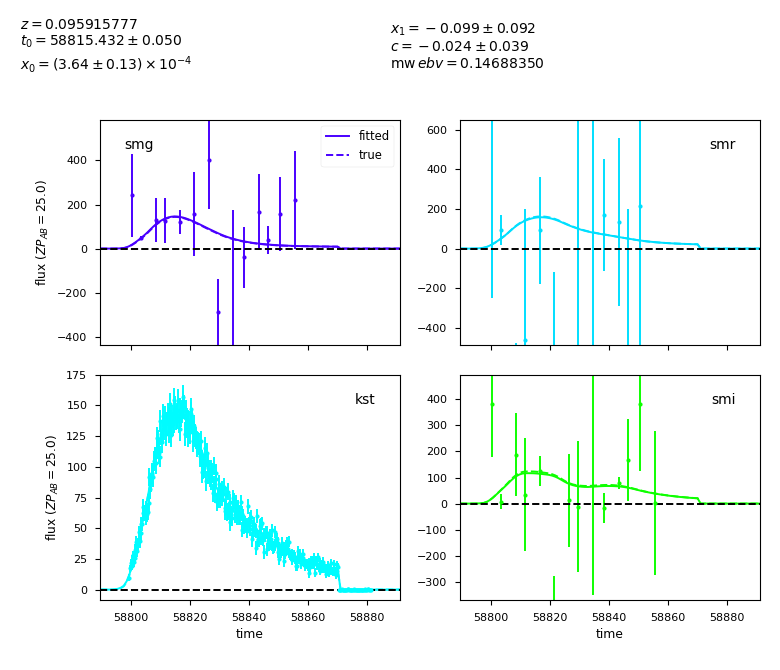 z = 0.095915777
t₀ = 58815.432 ± 0.050
x₀ = (3.64 ± 0.13) × 10⁻⁴
x₁ = −0.099 ± 0.092
c = −0.024 ± 0.039
mw ebv = 0.14688350
smg
fitted
true
400
200
0
−200
−400
flux (ZP_AB = 25.0)
smr
600
400
200
0
−200
−400
kst
175
150
125
100
75
50
25
0
flux (ZP_AB = 25.0)
58800 58820 58840 58860 58880
time
smi
400
300
200
100
0
−100
−200
−300
58800 58820 58840 58860 58880
time